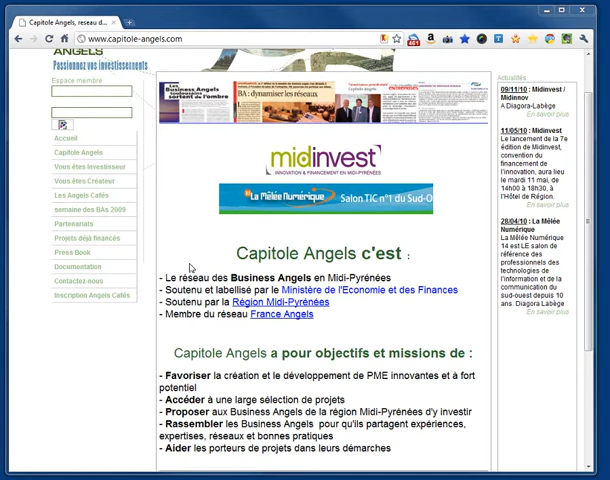 Capitole Angels, reseau d...
www.capitole-angels.com
601
ANGELS
Passionnez vos investissements
Espace membre
Accueil
Capitole Angels
Vous êtes Investisseur
Vous êtes Créateur
Les Angels Cafés
semaine des BAs 2009
Partenariats
Projets déjà financés
Press Book
Documentation
Contactez-nous
Inscription Angels Cafés
Les Business Angels
sortent de l'ombre
BA : dynamiser les réseaux
midinvest
INNOVATION & FINANCEMENT EN MIDI-PYRÉNÉES
La Mêlée Numérique Salon TIC n°1 du Sud-O
Capitole Angels c'est :
- Le réseau des Business Angels en Midi-Pyrénées
- Soutenu et labellisé par le Ministère de l'Economie et des Finances
- Soutenu par la Région Midi-Pyrénées
- Membre du réseau France Angels
Capitole Angels a pour objectifs et missions de :
- Favoriser la création et le développement de PME innovantes et à fort
potentiel
- Accéder à une large sélection de projets
- Proposer aux Business Angels de la région Midi-Pyrénées d'y investir
- Rassembler les Business Angels pour qu'ils partagent expériences,
expertises, réseaux et bonnes pratiques
- Aider les porteurs de projets dans leurs démarches
Actualités
09/11/10 : Midinvest /
Midinnov
A Diagora-Labège
En savoir plus
11/05/10 : Midinvest
Le lancement de la 7e
édition de Midinvest,
convention du
financement de
l'innovation, aura lieu
le mardi 11 mai, de
14h00 à 18h30, à
l'Hôtel de Région.
En savoir plus
28/04/10 : La Mêlée
Numérique
La Mêlée Numérique
14 est LE salon de
référence des
professionnels des
technologies de
l'information et de la
communication du
sud-ouest depuis 10
ans. Diagora Labège
En savoir plus